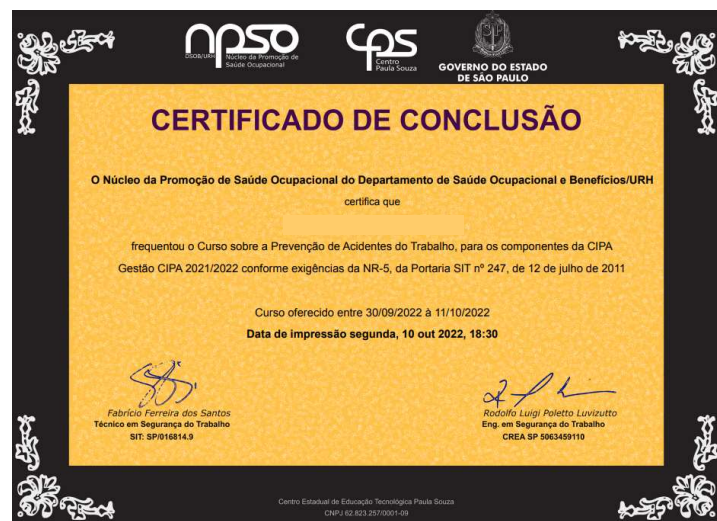 npso
DSOB/URH Núcleo da Promoção de
Saúde Ocupacional
cps
Centro
Paula Souza
GOVERNO DO ESTADO
DE SÃO PAULO
CERTIFICADO DE CONCLUSÃO
O Núcleo da Promoção de Saúde Ocupacional do Departamento de Saúde Ocupacional e Benefícios/URH
certifica que
frequentou o Curso sobre a Prevenção de Acidentes do Trabalho, para os componentes da CIPA
Gestão CIPA 2021/2022 conforme exigências da NR-5, da Portaria SIT nº 247, de 12 de julho de 2011
Curso oferecido entre 30/09/2022 à 11/10/2022
Data de impressão segunda, 10 out 2022, 18:30
Fabrício Ferreira dos Santos
Técnico em Segurança do Trabalho
SIT: SP/016814.9
Rodolfo Luigi Poletto Luvizutto
Eng. em Segurança do Trabalho
CREA SP 5063459110
Centro Estadual de Educação Tecnológica Paula Souza
CNPJ 62.823.257/0001-09